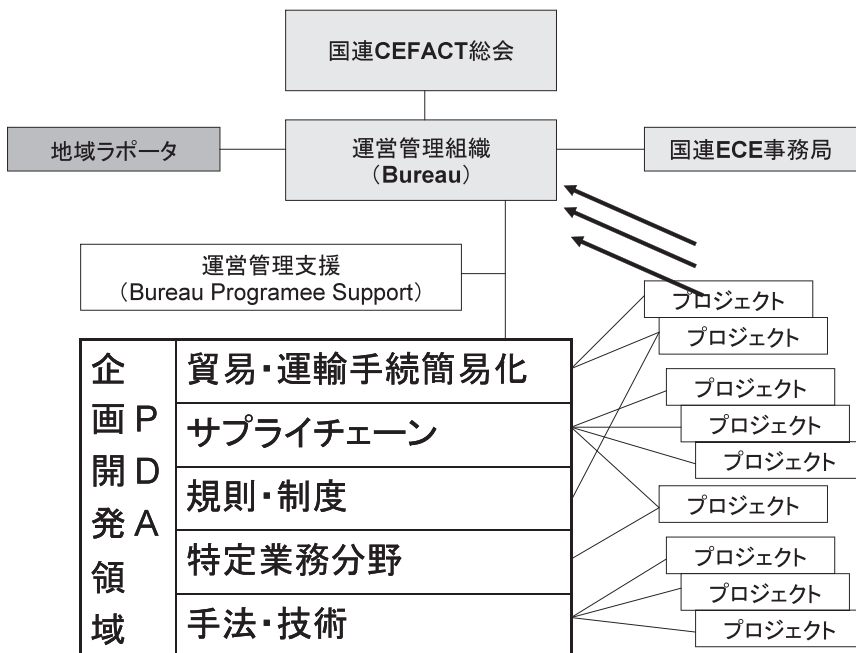 国連CEFACT総会
地域ラポータ
運営管理組織
（Bureau）
国連ECE事務局
運営管理支援
（Bureau Programee Support）
企画開発領域
PDA
貿易・運輸手続簡易化
サプライチェーン
規則・制度
特定業務分野
手法・技術
プロジェクト
プロジェクト
プロジェクト
プロジェクト
プロジェクト
プロジェクト
プロジェクト
プロジェクト
プロジェクト